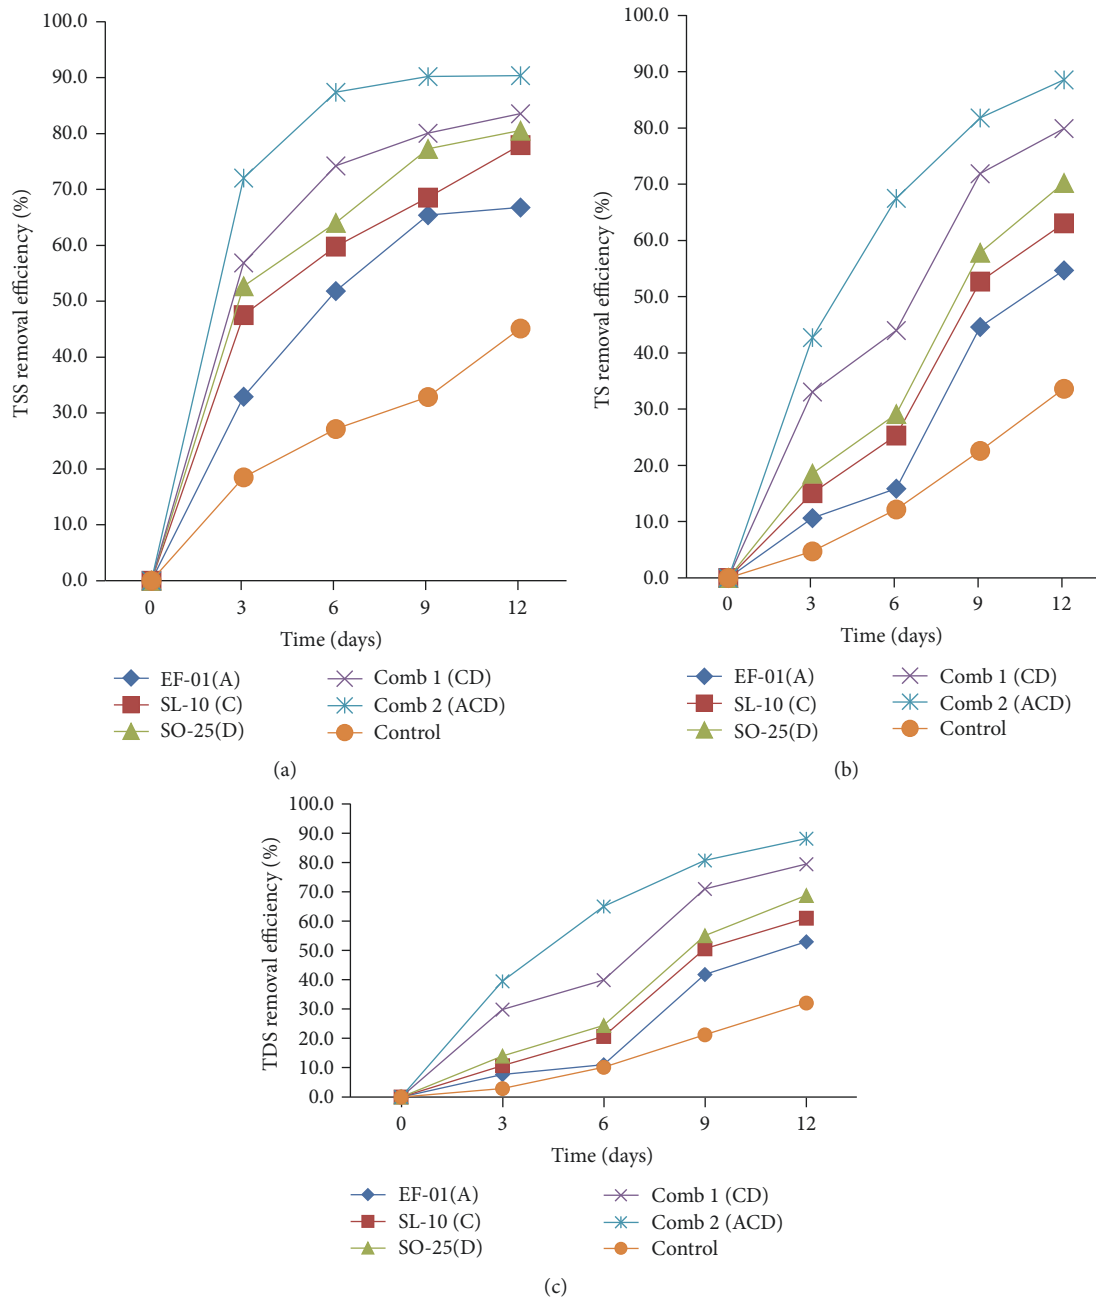 100.0
90.0
80.0
70.0
60.0
50.0
40.0
30.0
20.0
10.0
0.0
TSS removal efficiency (%)
0 3 6 9 12
Time (days)
EF-01(A)
SL-10 (C)
SO-25(D)
Comb 1 (CD)
Comb 2 (ACD)
Control
(a)
100.0
90.0
80.0
70.0
60.0
50.0
40.0
30.0
20.0
10.0
0.0
TS removal efficiency (%)
0 3 6 9 12
Time (days)
EF-01(A)
SL-10 (C)
SO-25(D)
Comb 1 (CD)
Comb 2 (ACD)
Control
(b)
100.0
90.0
80.0
70.0
60.0
50.0
40.0
30.0
20.0
10.0
0.0
TDS removal efficiency (%)
0 3 6 9 12
Time (days)
EF-01(A)
SL-10 (C)
SO-25(D)
Comb 1 (CD)
Comb 2 (ACD)
Control
(c)